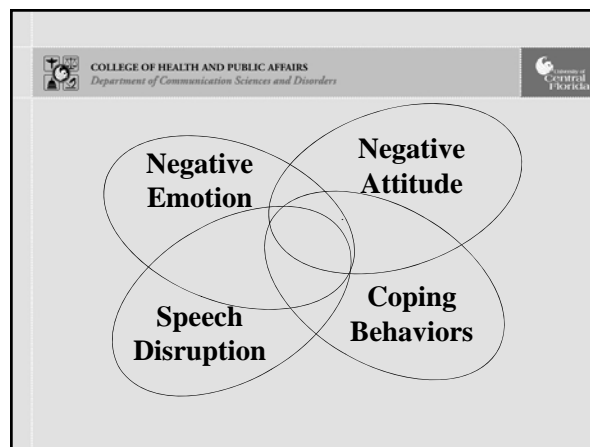 COLLEGE OF HEALTH AND PUBLIC AFFAIRS
Department of Communication Sciences and Disorders
University of
Central
Florida
Negative
Emotion
Negative
Attitude
Speech
Disruption
Coping
Behaviors